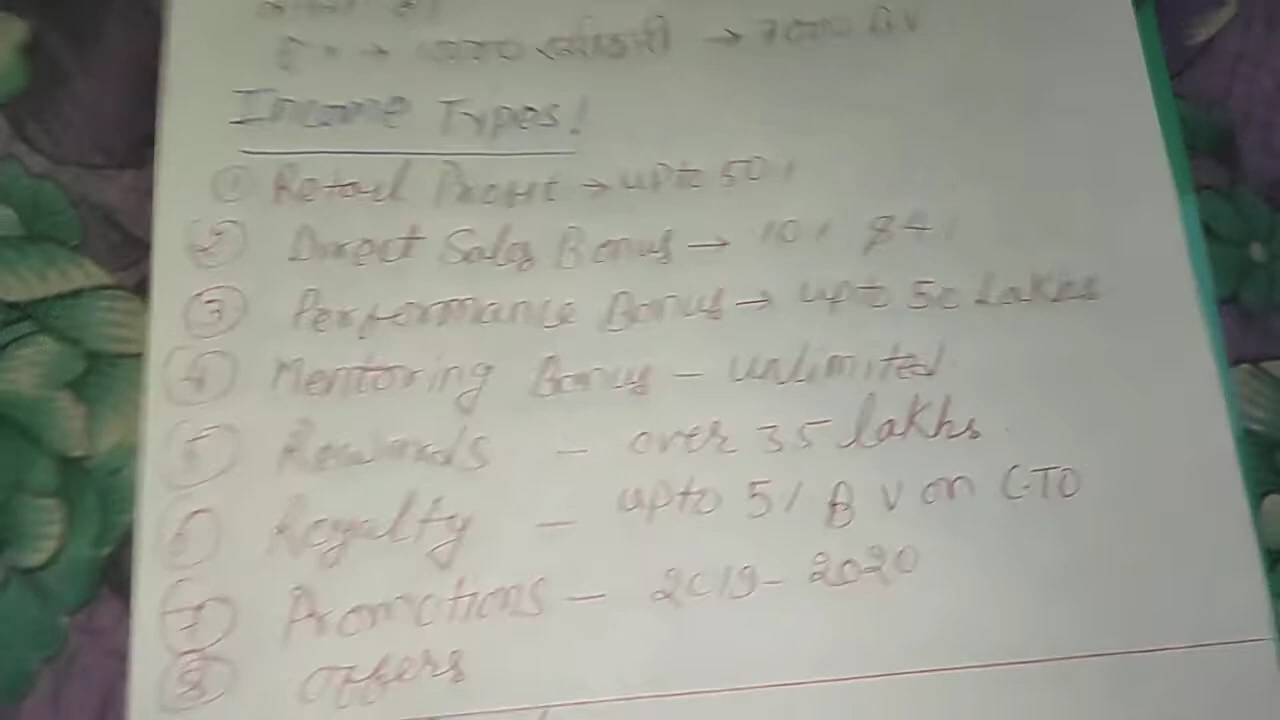 Income Types!
① Retail Profit → upto 50%
② Direct Sales Bonus → 10%
③ Performance Bonus → upto 50 Lakhs
④ Mentoring Bonus - unlimited
⑤ Rewards - over 35 lakhs
⑥ Royalty - upto 5% BV on CTO
⑦ Promotions - 2019-2020
⑧ offers